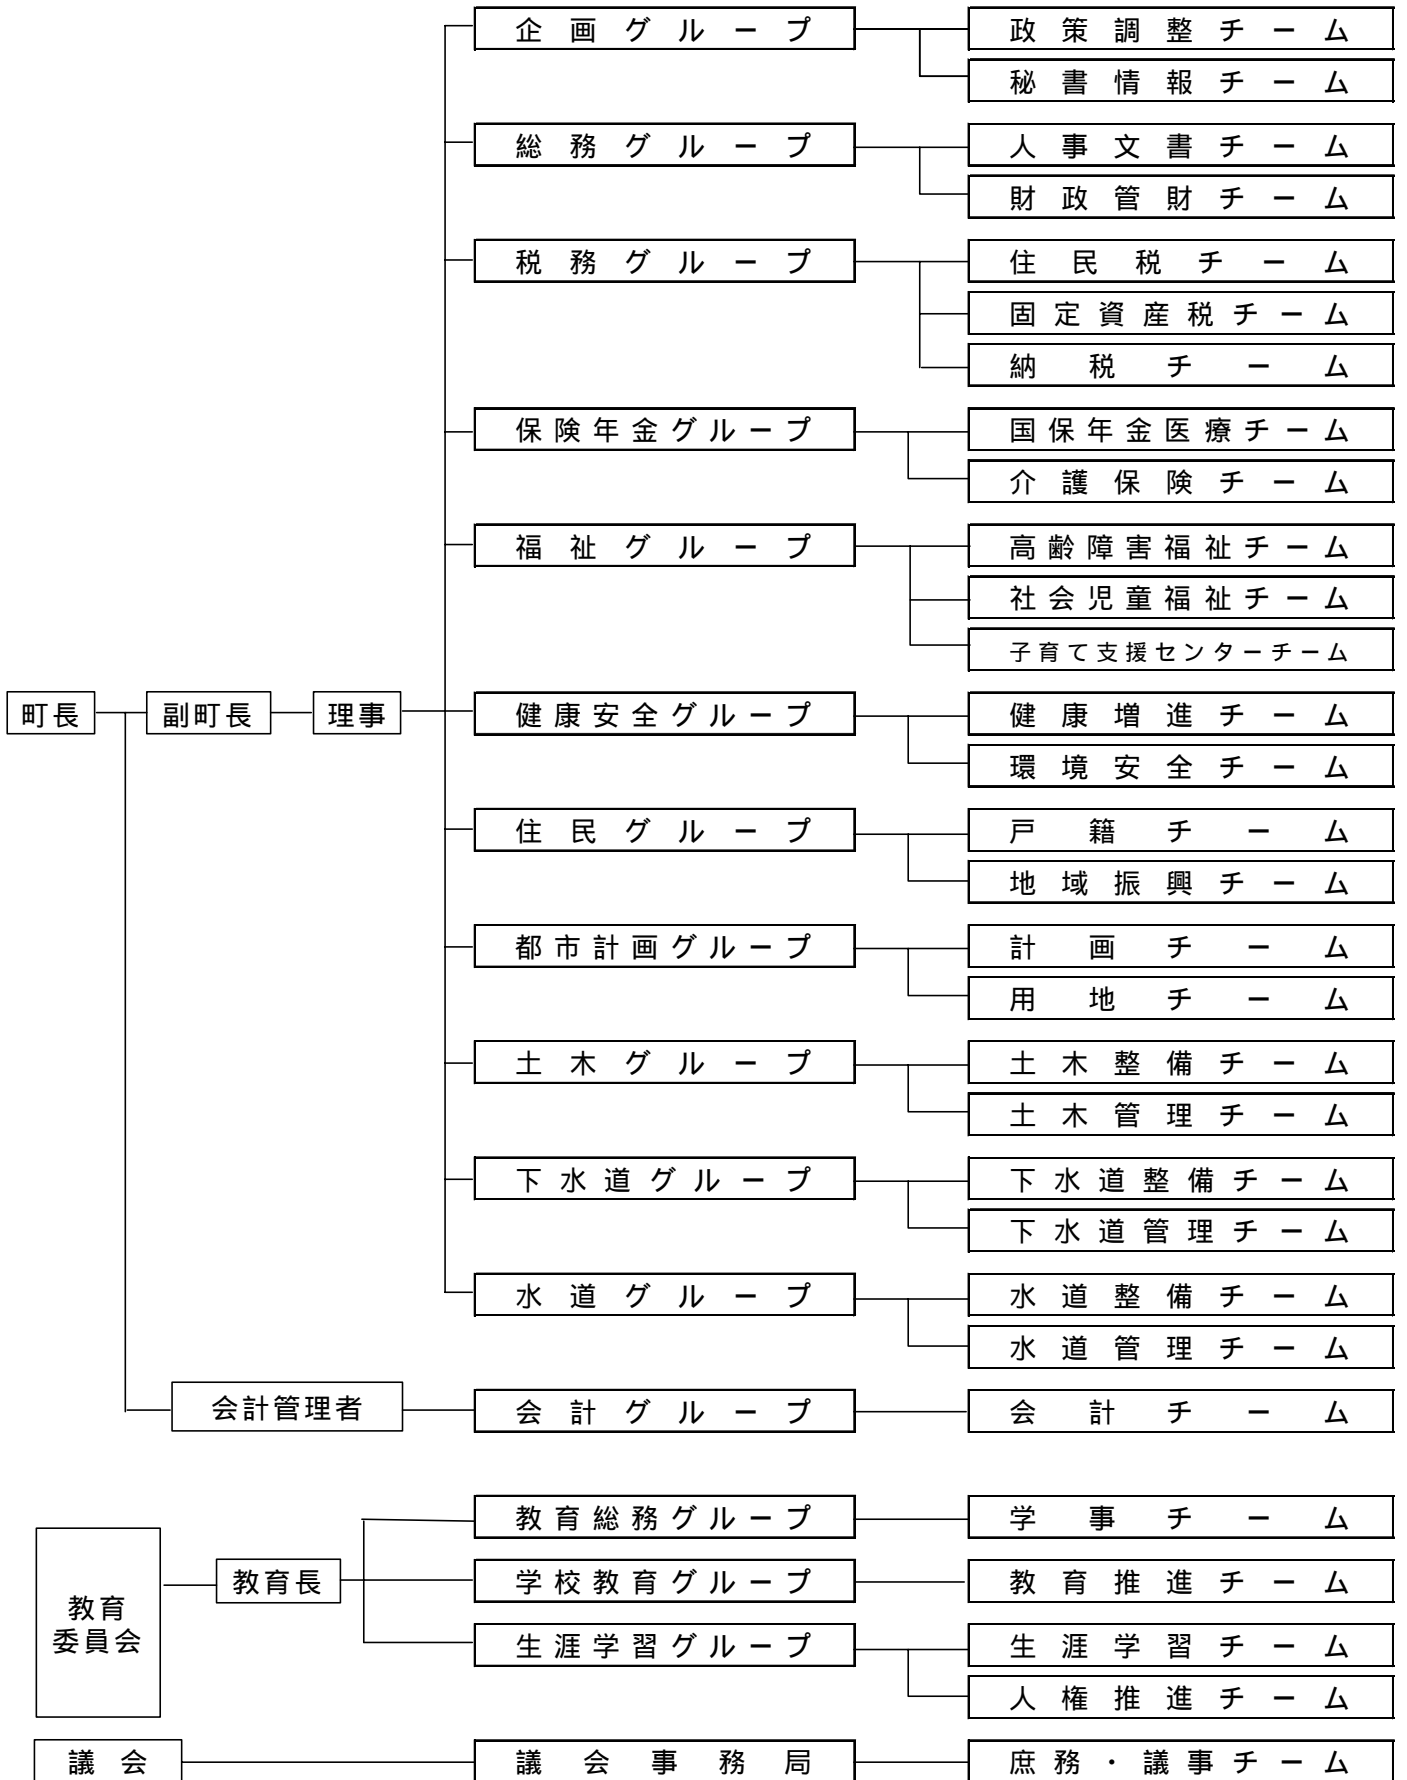 企画グループ
政策調整チーム
秘書情報チーム
総務グループ
人事文書チーム
財政管財チーム
税務グループ
住民税チーム
固定資産税チーム
納税チーム
保険年金グループ
国保年金医療チーム
介護保険チーム
福祉グループ
高齢障害福祉チーム
社会児童福祉チーム
子育て支援センターチーム
町長
副町長
理事
健康安全グループ
健康増進チーム
環境安全チーム
住民グループ
戸籍チーム
地域振興チーム
都市計画グループ
計画チーム
用地チーム
土木グループ
土木整備チーム
土木管理チーム
下水道グループ
下水道整備チーム
下水道管理チーム
水道グループ
水道整備チーム
水道管理チーム
会計管理者
会計グループ
会計チーム
教育総務グループ
学事チーム
教育
委員会
教育長
学校教育グループ
教育推進チーム
生涯学習グループ
生涯学習チーム
人権推進チーム
議会
議会事務局
庶務・議事チーム